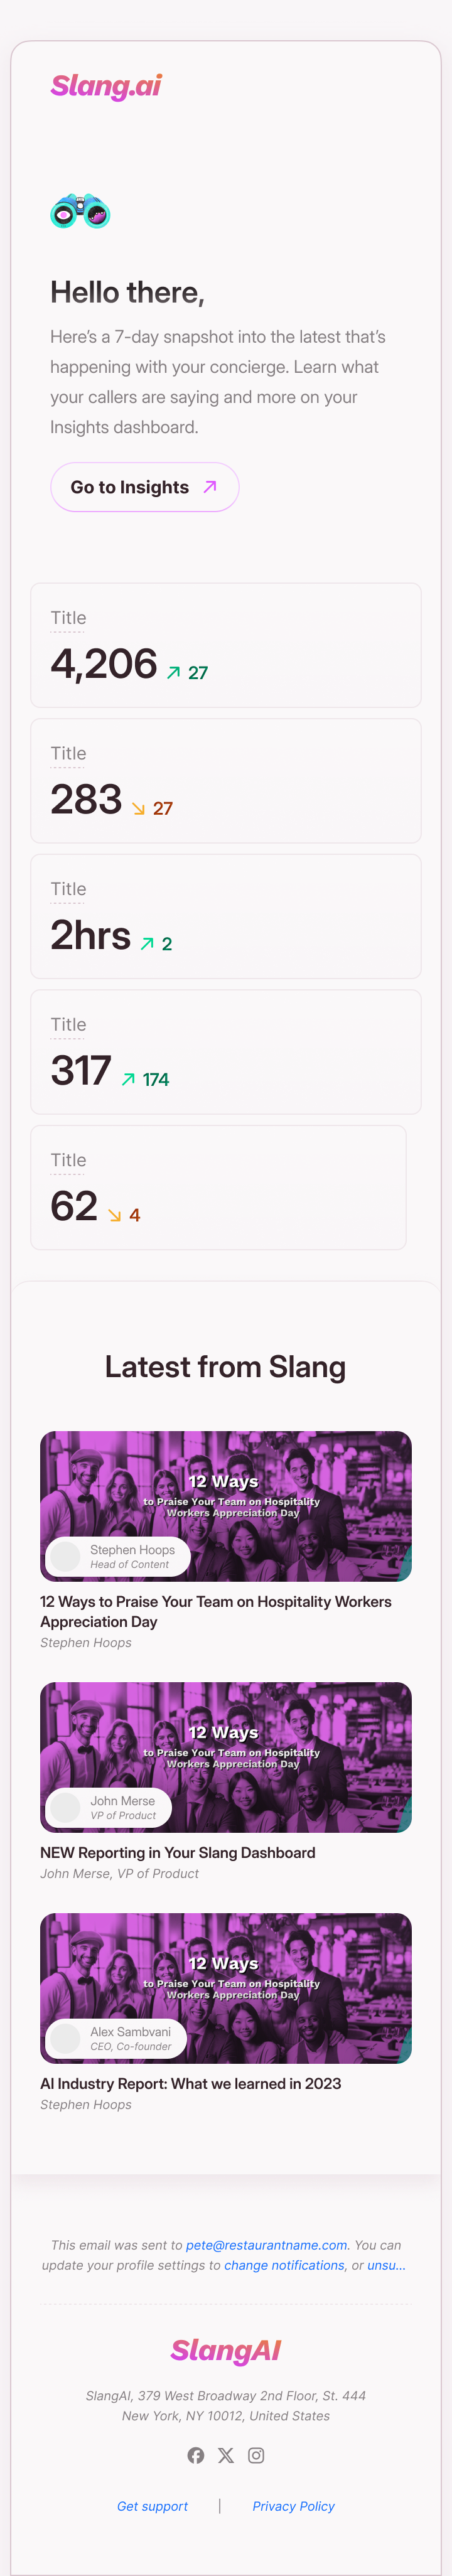 Slang.ai
Hello there,
Here's a 7-day snapshot into the latest that's
happening with your concierge. Learn what
your callers are saying and more on your
Insights dashboard.
Go to Insights
Title
4,206 27
Title
283 27
Title
2hrs 2
Title
317 174
Title
62 4
Latest from Slang
12 Ways
to Praise Your Team on Hospitality
Workers Appreciation Day
Stephen Hoops
Head of Content
12 Ways to Praise Your Team on Hospitality Workers
Appreciation Day
Stephen Hoops
12 Ways
to Praise Your Team on Hospitality
Workers Appreciation Day
John Merse
VP of Product
NEW Reporting in Your Slang Dashboard
John Merse, VP of Product
12 Ways
to Praise Your Team on Hospitality
Workers Appreciation Day
Alex Sambvani
CEO, Co-founder
AI Industry Report: What we learned in 2023
Stephen Hoops
This email was sent to pete@restaurantname.com. You can
update your profile settings to change notifications, or unsu...
SlangAI
SlangAI, 379 West Broadway 2nd Floor, St. 444
New York, NY 10012, United States
Get support | Privacy Policy